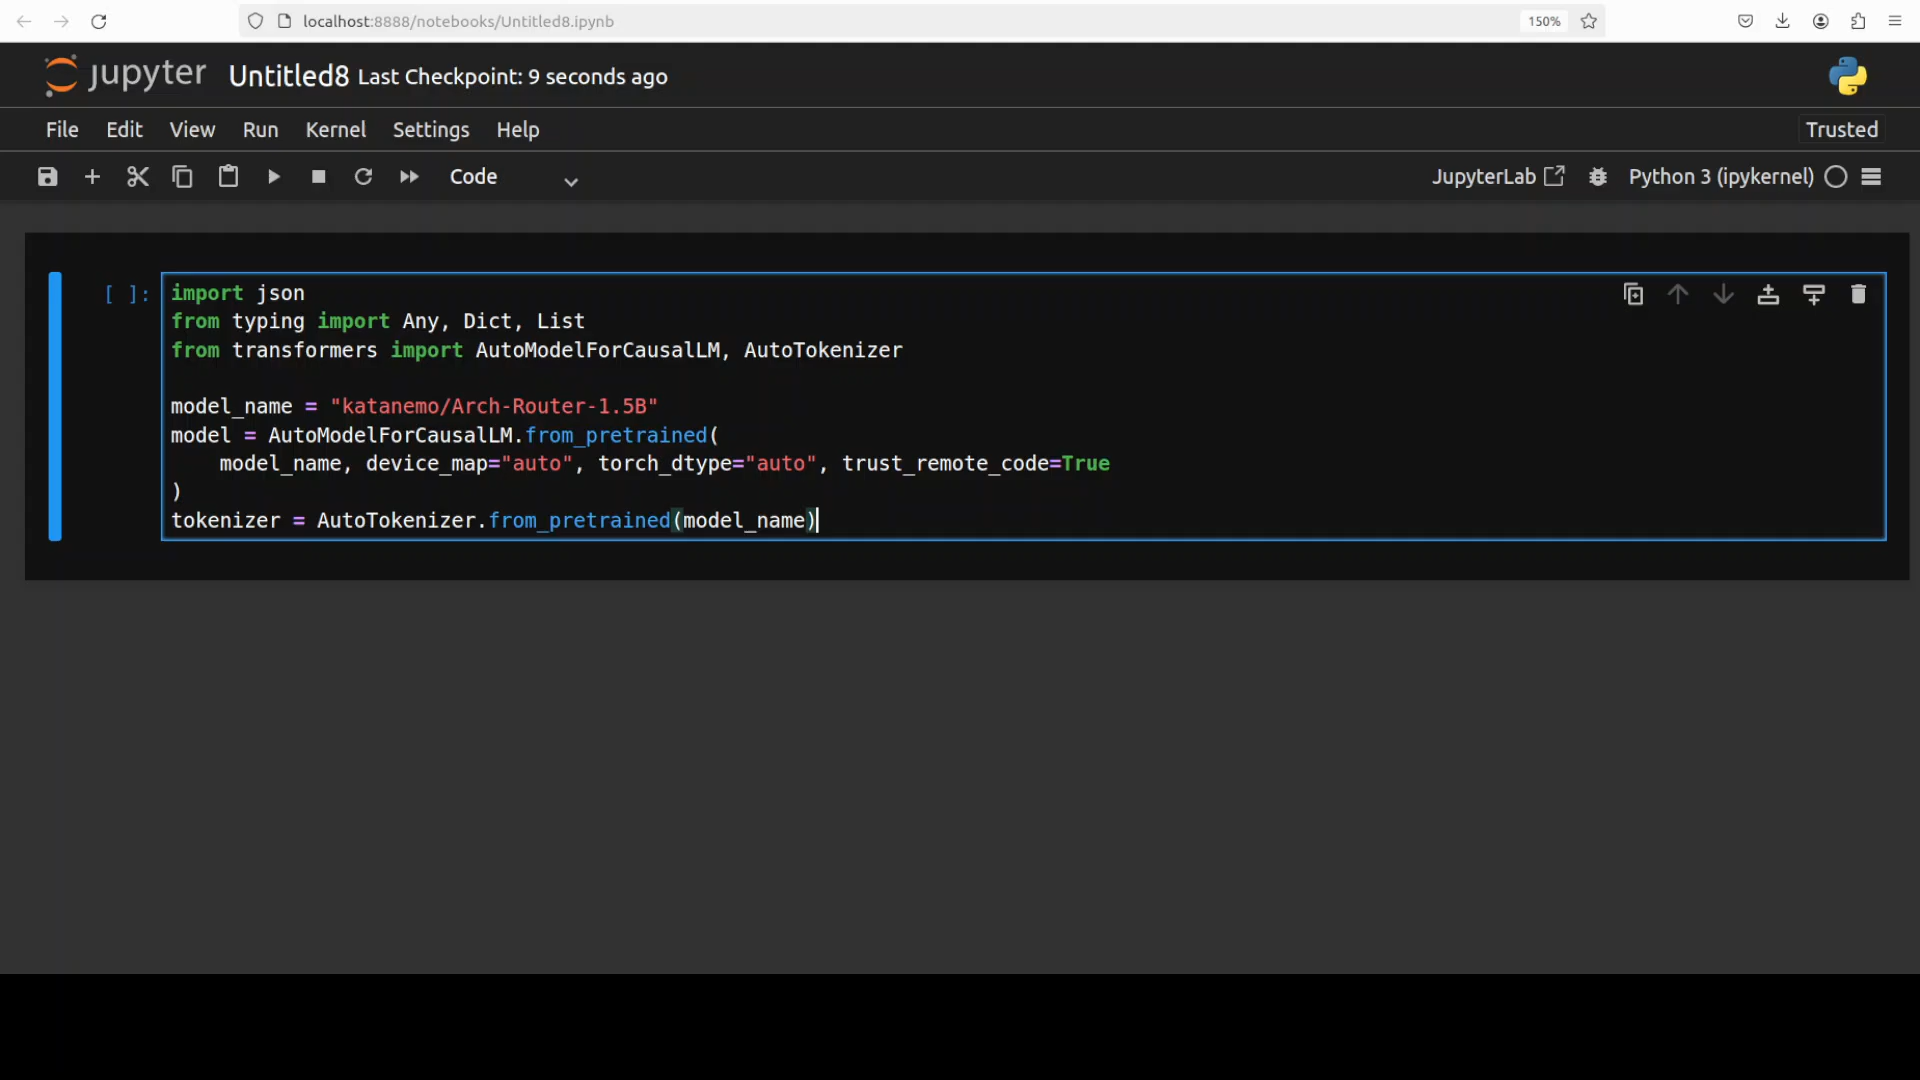 localhost:8888/notebooks/Untitled8.ipynb 150%
jupyter Untitled8 Last Checkpoint: 9 seconds ago
File Edit View Run Kernel Settings Help Trusted
Code JupyterLab Python 3 (ipykernel)
[ ]: import json
from typing import Any, Dict, List
from transformers import AutoModelForCausalLM, AutoTokenizer
model_name = "katanemo/Arch-Router-1.5B"
model = AutoModelForCausalLM.from_pretrained(
    model_name, device_map="auto", torch_dtype="auto", trust_remote_code=True
)
tokenizer = AutoTokenizer.from_pretrained(model_name)